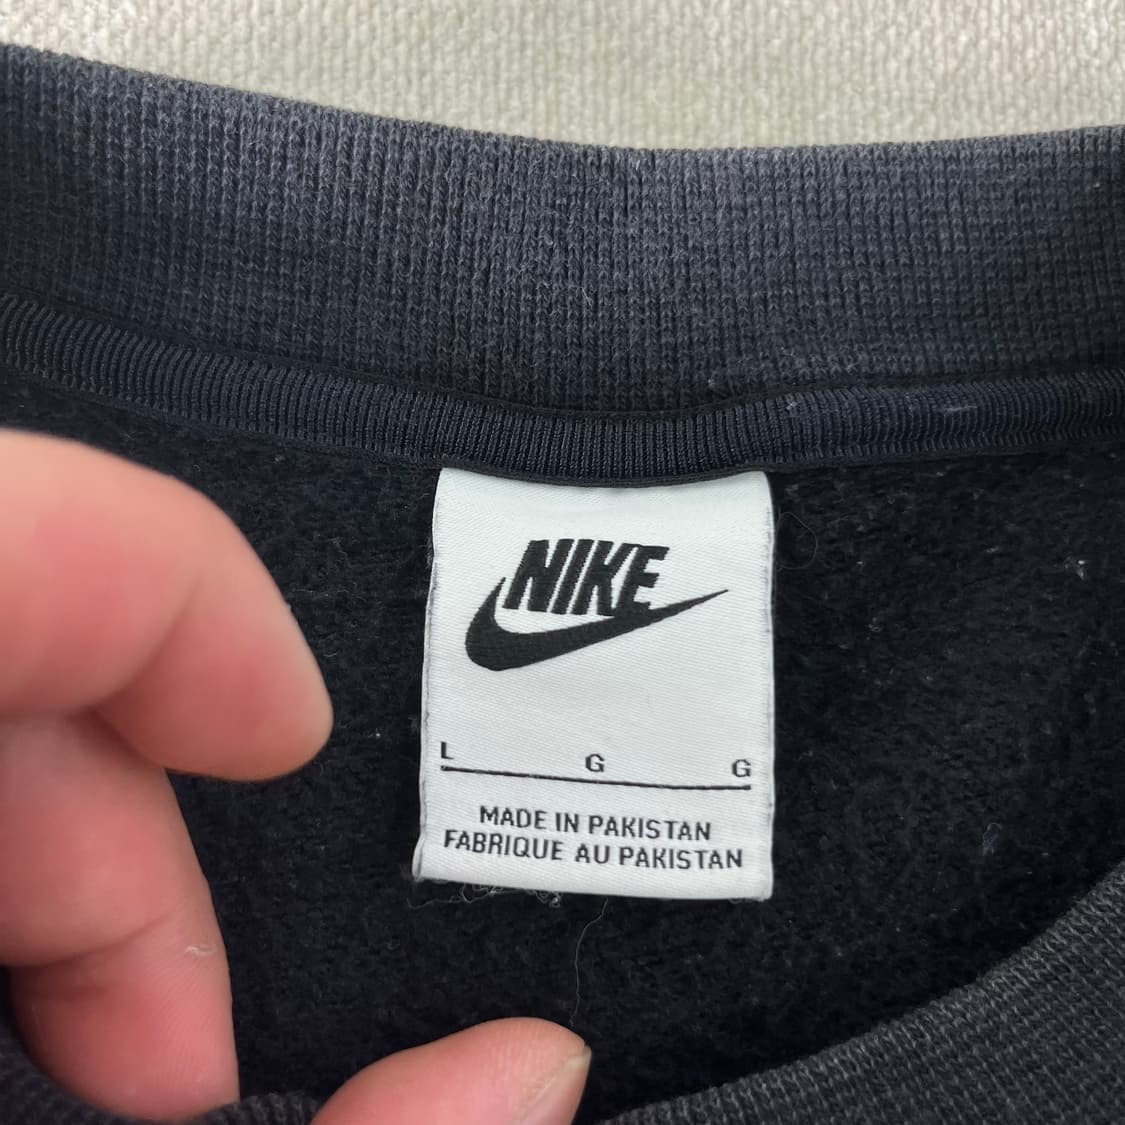 NIKE
L G G
MADE IN PAKISTAN
FABRIQUE AU PAKISTAN